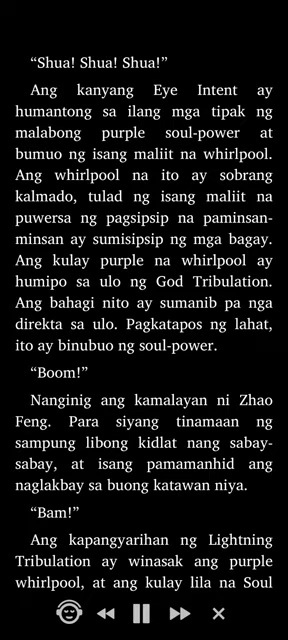 “Shua! Shua! Shua!”
Ang kanyang Eye Intent ay
humantong sa ilang mga tipak ng
malabong purple soul-power at
bumuo ng isang maliit na whirlpool.
Ang whirlpool na ito ay sobrang
kalmado, tulad ng isang maliit na
puwersa ng pagsipsip na paminsan-
minsan ay sumisipsip ng mga bagay.
Ang kulay purple na whirlpool ay
humipo sa ulo ng God Tribulation.
Ang bahagi nito ay sumanib pa nga
direkta sa ulo. Pagkatapos ng lahat,
ito ay binubuo ng soul-power.
“Boom!”
Nanginig ang kamalayan ni Zhao
Feng. Para siyang tinamaan ng
sampung libong kidlat nang sabay-
sabay, at isang pamamanhid ang
naglakbay sa buong katawan niya.
“Bam!”
Ang kapangyarihan ng Lightning
Tribulation ay winasak ang purple
whirlpool, at ang kulay lila na Soul